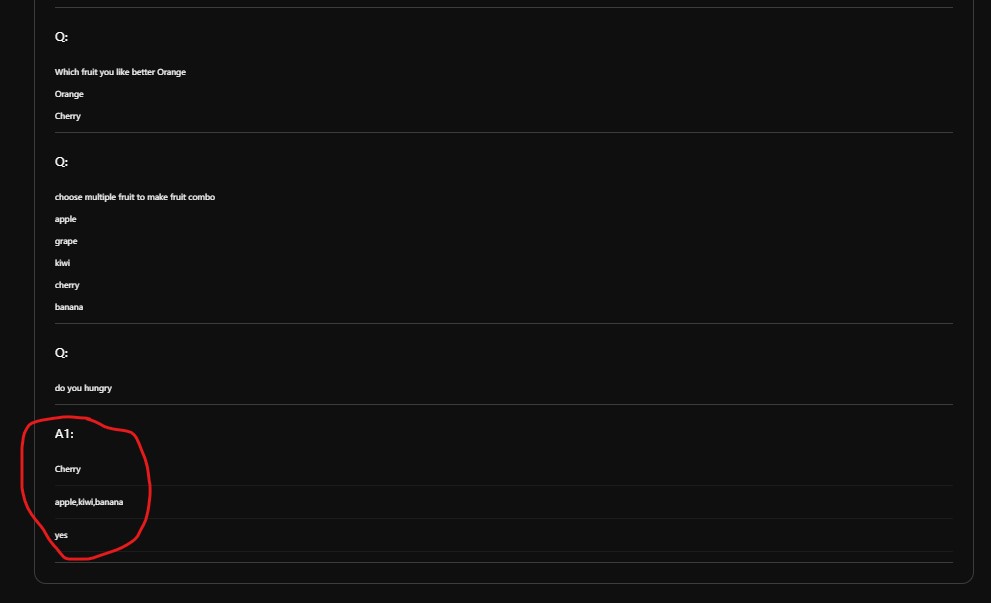 Q:
Which fruit you like better Orange
Orange
Cherry
Q:
choose multiple fruit to make fruit combo
apple
grape
kiwi
cherry
banana
Q:
do you hungry
A1:
Cherry
apple,kiwi,banana
yes